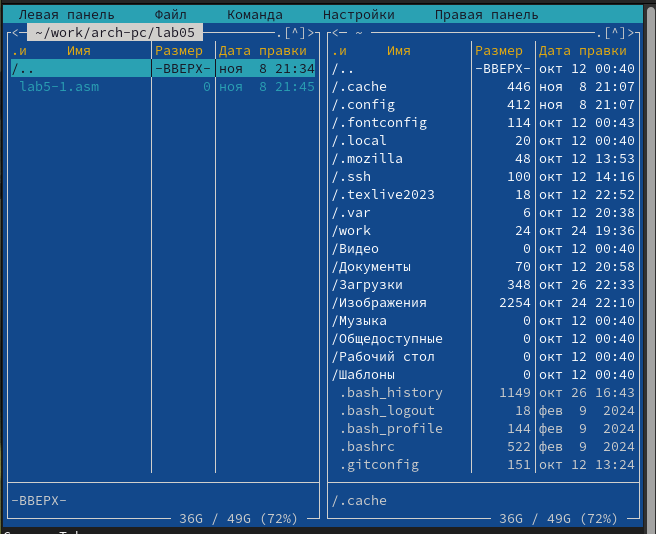 Левая панель Файл Команда Настройки Правая панель
<─ ~/work/arch-pc/lab05 .[^]>
.и Имя Размер Дата правки
/.. -ВВЕРХ- ноя 8 21:34
lab5-1.asm 0 ноя 8 21:45
-ВВЕРХ-
36G / 49G (72%)
<─ ~ .[^]>
.и Имя Размер Дата правки
/.. -ВВЕРХ- окт 12 00:40
/.cache 446 ноя 8 21:07
/.config 412 ноя 8 21:07
/.fontconfig 114 окт 12 00:43
/.local 20 окт 12 00:40
/.mozilla 48 окт 12 13:53
/.ssh 100 окт 12 14:16
/.texlive2023 18 окт 12 22:52
/.var 6 окт 12 20:38
/work 24 окт 24 19:36
/Видео 0 окт 12 00:40
/Документы 70 окт 12 20:58
/Загрузки 348 окт 26 22:33
/Изображения 2254 окт 24 22:10
/Музыка 0 окт 12 00:40
/Общедоступные 0 окт 12 00:40
/Рабочий стол 0 окт 12 00:40
/Шаблоны 0 окт 12 00:40
.bash_history 1149 окт 26 16:43
.bash_logout 18 фев 9 2024
.bash_profile 144 фев 9 2024
.bashrc 522 фев 9 2024
.gitconfig 151 окт 12 13:24
/.cache
36G / 49G (72%)